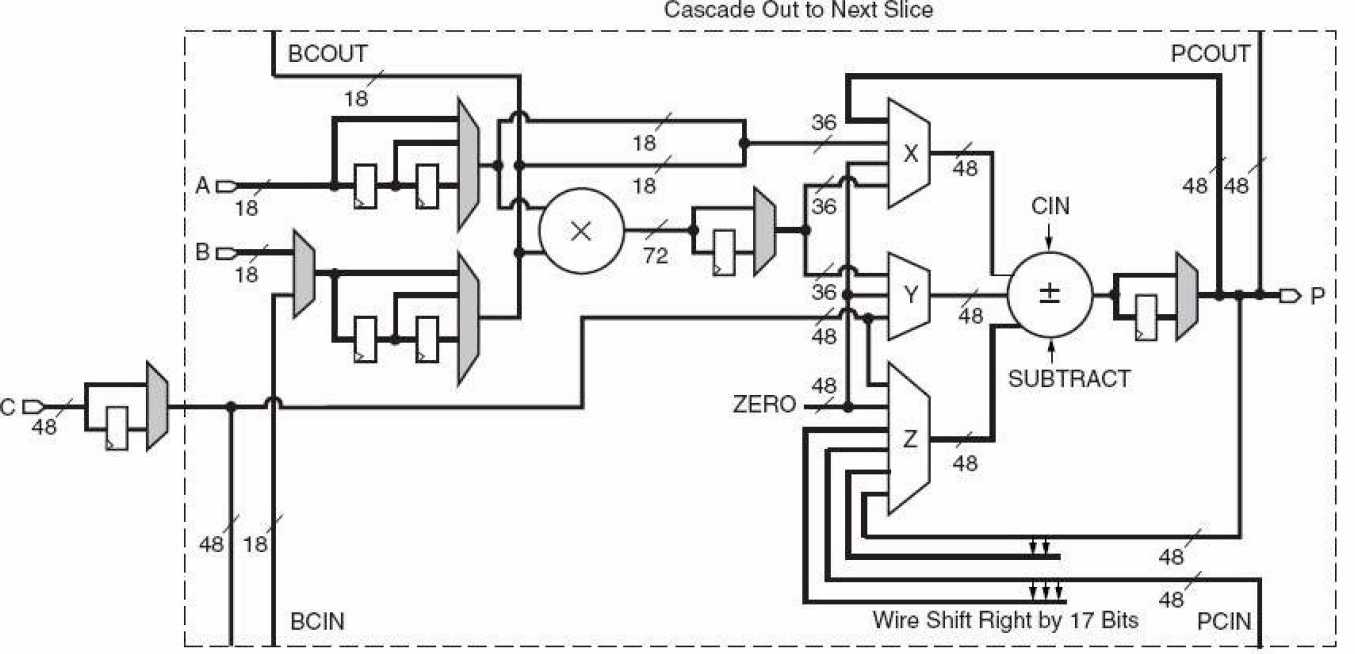 Cascade Out to Next Slice
BCOUT
PCOUT
18
36
18
X
48
A
18
18
48
48
36
CIN
B
18
×
72
36
Y
48
±
P
48
SUBTRACT
48
ZERO
C
48
Z
48
48
18
48
48
Wire Shift Right by 17 Bits
BCIN
PCIN